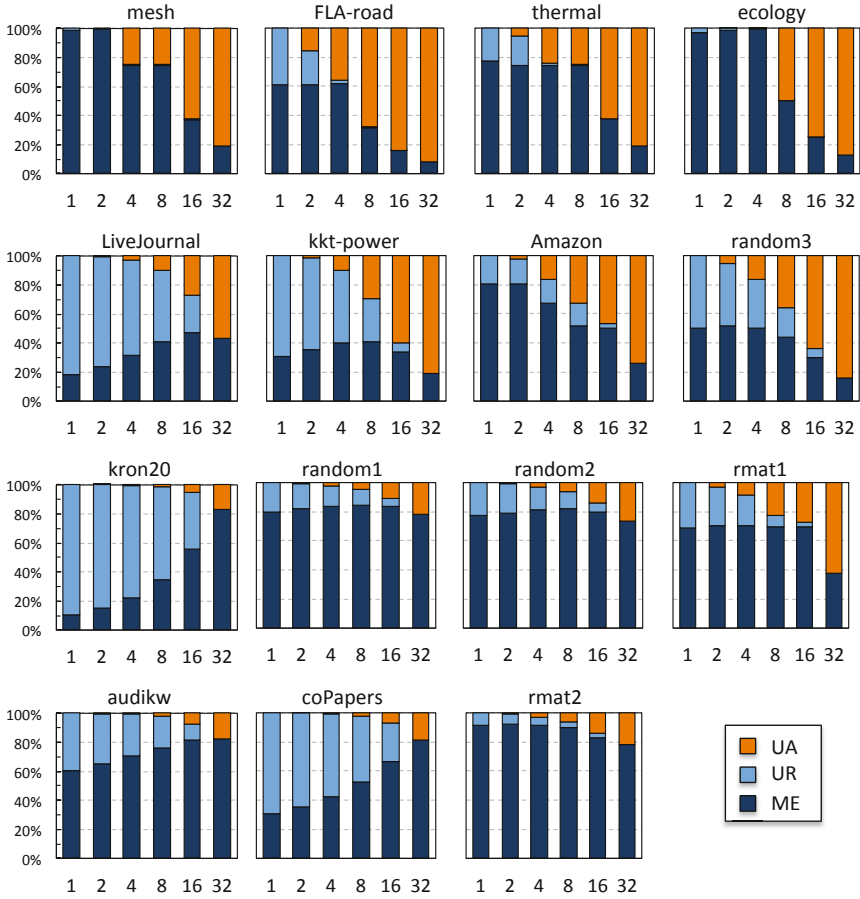 mesh FLA-road thermal ecology
100%
80%
60%
40%
20%
0%
1 2 4 8 16 32 1 2 4 8 16 32 1 2 4 8 16 32 1 2 4 8 16 32
LiveJournal kkt-power Amazon random3
100%
80%
60%
40%
20%
0%
1 2 4 8 16 32 1 2 4 8 16 32 1 2 4 8 16 32 1 2 4 8 16 32
kron20 random1 random2 rmat1
100%
80%
60%
40%
20%
0%
1 2 4 8 16 32 1 2 4 8 16 32 1 2 4 8 16 32 1 2 4 8 16 32
audikw coPapers rmat2
100%
80%
60%
40%
20%
0%
1 2 4 8 16 32 1 2 4 8 16 32 1 2 4 8 16 32
UA
UR
ME